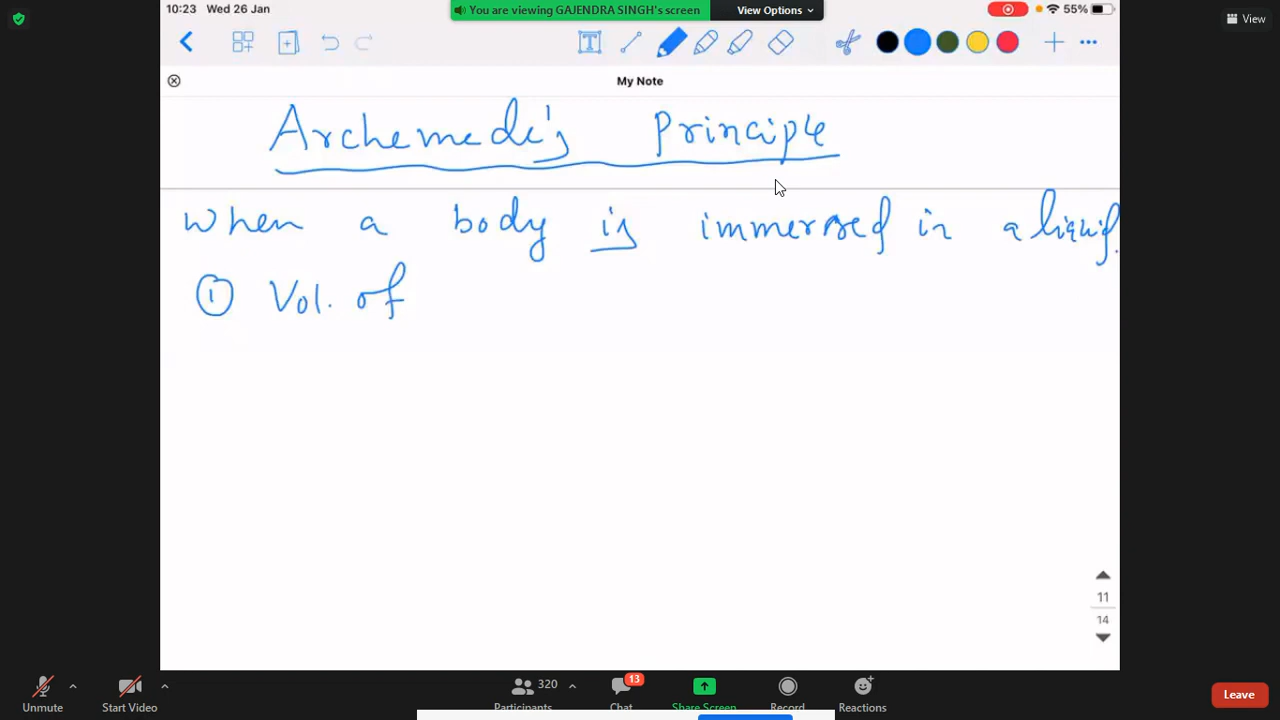 10:23 Wed 26 Jan
You are viewing GAJENDRA SINGH's screen
View Options
55%
View
My Note
Archemede's Principle
When a body is immersed in a liquid.
① Vol. of
11
14
Unmute
Start Video
320
Participants
13
Chat
Share Screen
Record
Reactions
Leave